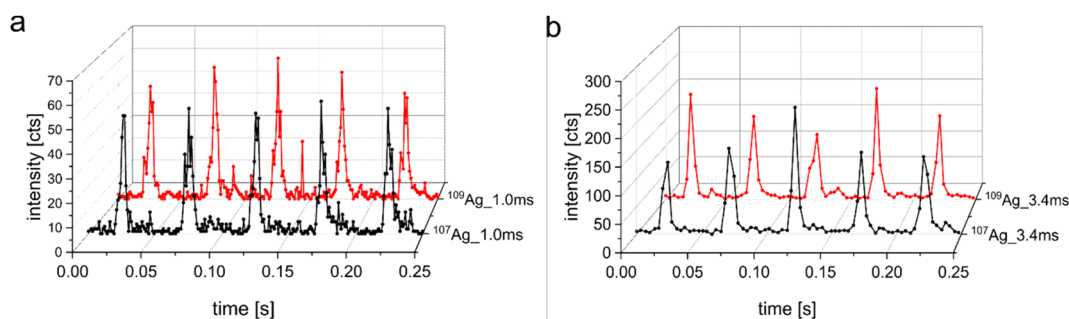 a
intensity [cts]
70
60
50
40
30
20
10
0
0.00 0.05 0.10 0.15 0.20 0.25
time [s]
¹⁰⁹Ag_1.0ms
¹⁰⁷Ag_1.0ms
b
intensity [cts]
300
250
200
150
100
50
0
0.00 0.05 0.10 0.15 0.20 0.25
time [s]
¹⁰⁹Ag_3.4ms
¹⁰⁷Ag_3.4ms